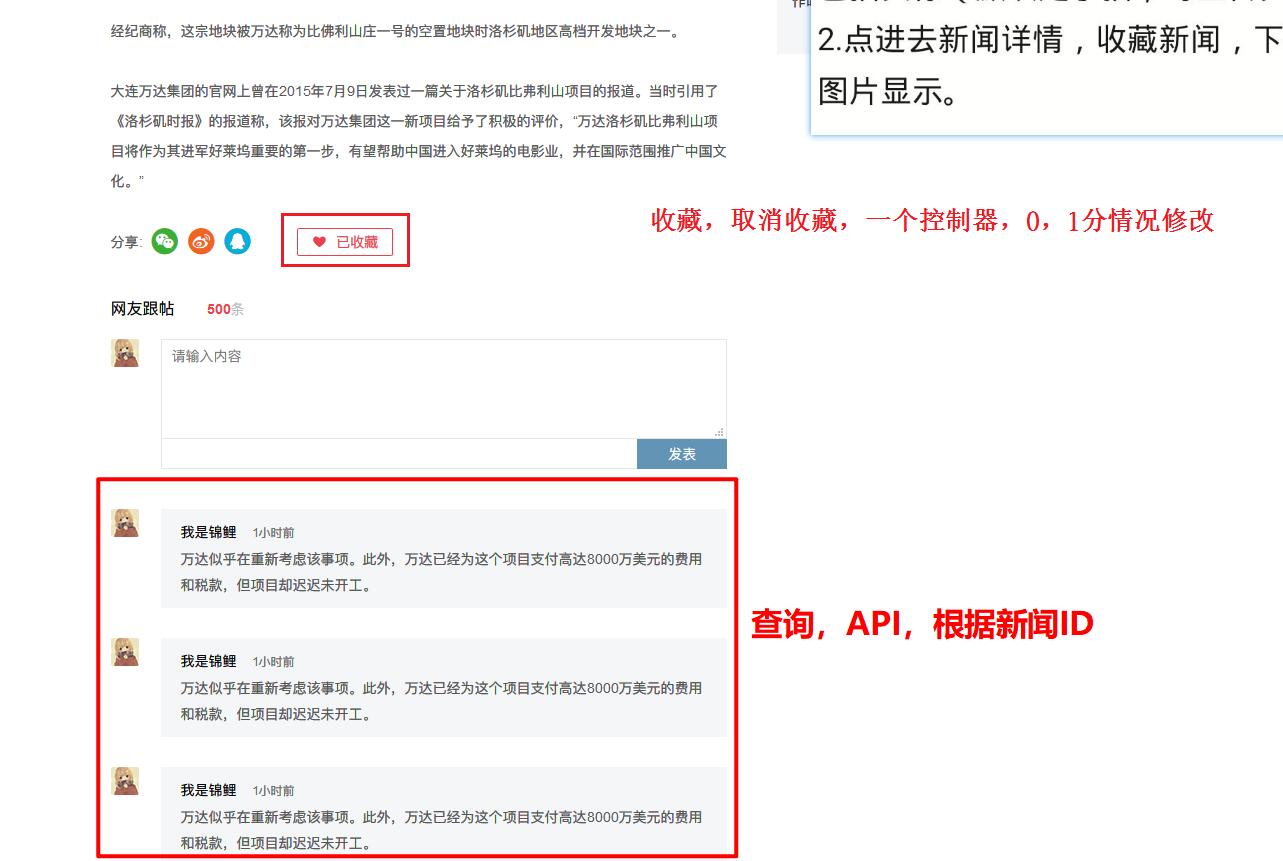 经纪商称，这宗地块被万达称为比佛利山庄一号的空置地块时洛杉矶地区高档开发地块之一。
2.点进去新闻详情，收藏新闻，下
图片显示。
大连万达集团的官网上曾在2015年7月9日发表过一篇关于洛杉矶比弗利山项目的报道。当时引用了
《洛杉矶时报》的报道称，该报对万达集团这一新项目给予了积极的评价，“万达洛杉矶比弗利山项
目将作为其进军好莱坞重要的第一步，有望帮助中国进入好莱坞的电影业，并在国际范围推广中国文
化。”
收藏，取消收藏，一个控制器，0，1分情况修改
分享: 已收藏
网友跟帖 500条
请输入内容
发表
我是锦鲤 1小时前
万达似乎在重新考虑该事项。此外，万达已经为这个项目支付高达8000万美元的费用
和税款，但项目却迟迟未开工。
查询，API，根据新闻ID
我是锦鲤 1小时前
万达似乎在重新考虑该事项。此外，万达已经为这个项目支付高达8000万美元的费用
和税款，但项目却迟迟未开工。
我是锦鲤 1小时前
万达似乎在重新考虑该事项。此外，万达已经为这个项目支付高达8000万美元的费用
和税款，但项目却迟迟未开工。